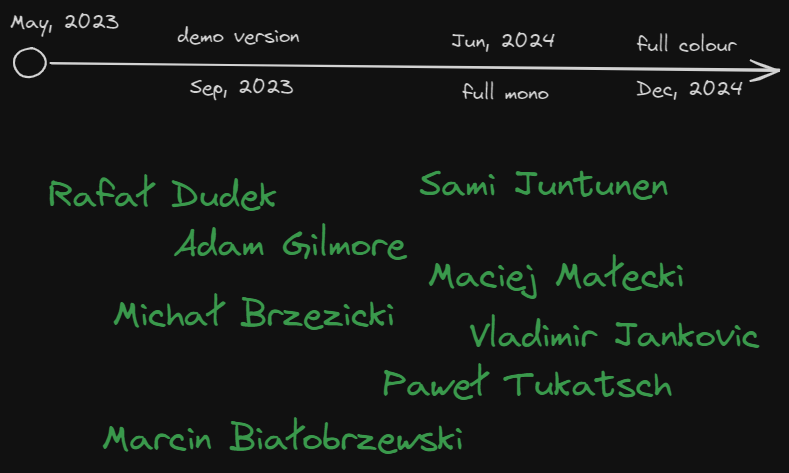 May, 2023
demo version
Sep, 2023
Jun, 2024
full mono
full colour
Dec, 2024
Rafał Dudek
Sami Juntunen
Adam Gilmore
Maciej Małecki
Michał Brzezicki
Vladimir Jankovic
Paweł Tukatsch
Marcin Białobrzewski